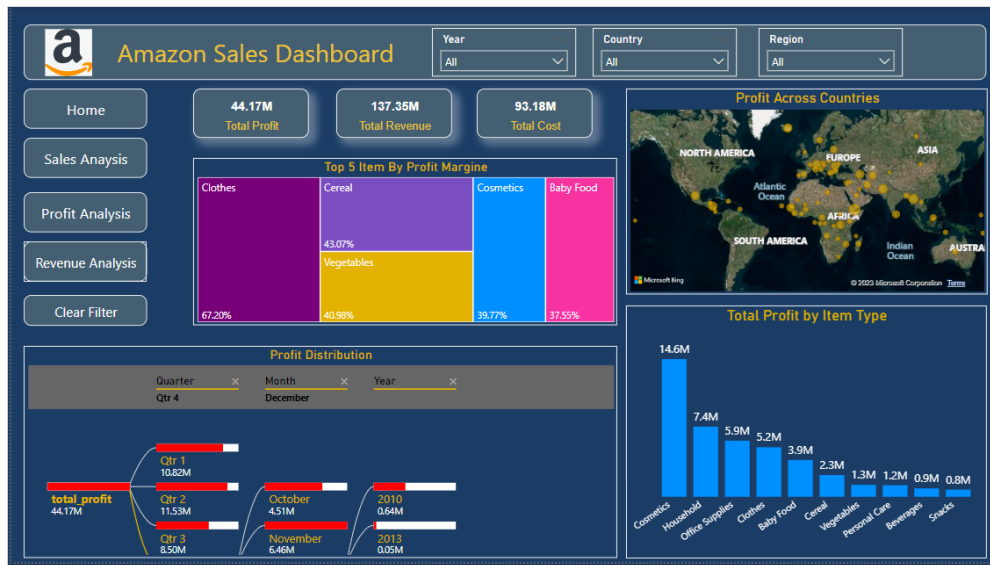 a
Amazon Sales Dashboard
Year
All
Country
All
Region
All
Home
Sales Anaysis
Profit Analysis
Revenue Analysis
Clear Filter
44.17M
Total Profit
137.35M
Total Revenue
93.18M
Total Cost
Top 5 Item By Profit Margine
Clothes
67.20%
Cereal
43.07%
Vegetables
40.98%
Cosmetics
39.77%
Baby Food
37.55%
Profit Across Countries
NORTH AMERICA
EUROPE
ASIA
Atlantic
Ocean
AFRICA
SOUTH AMERICA
Indian
Ocean
AUSTRA
Microsoft Bing
© 2023 Microsoft Corporation Terms
Profit Distribution
Quarter ×
Qtr 4
Month ×
December
Year ×
total_profit
44.17M
Qtr 1
10.82M
Qtr 2
11.53M
Qtr 3
8.50M
October
4.51M
November
6.46M
2010
0.64M
2013
0.05M
Total Profit by Item Type
14.6M
7.4M
5.9M
5.2M
3.9M
2.3M
1.3M
1.2M
0.9M
0.8M
Cosmetics
Household
Office Supplies
Clothes
Baby Food
Cereal
Vegetables
Personal Care
Beverages
Snacks